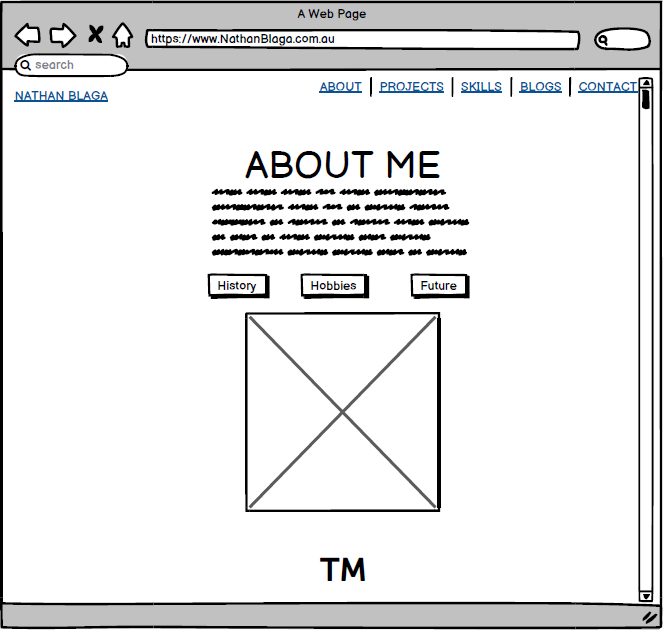 A Web Page
https://www.NathanBlaga.com.au
search
ABOUT PROJECTS SKILLS BLOGS CONTACT
NATHAN BLAGA
ABOUT ME
History Hobbies Future
TM